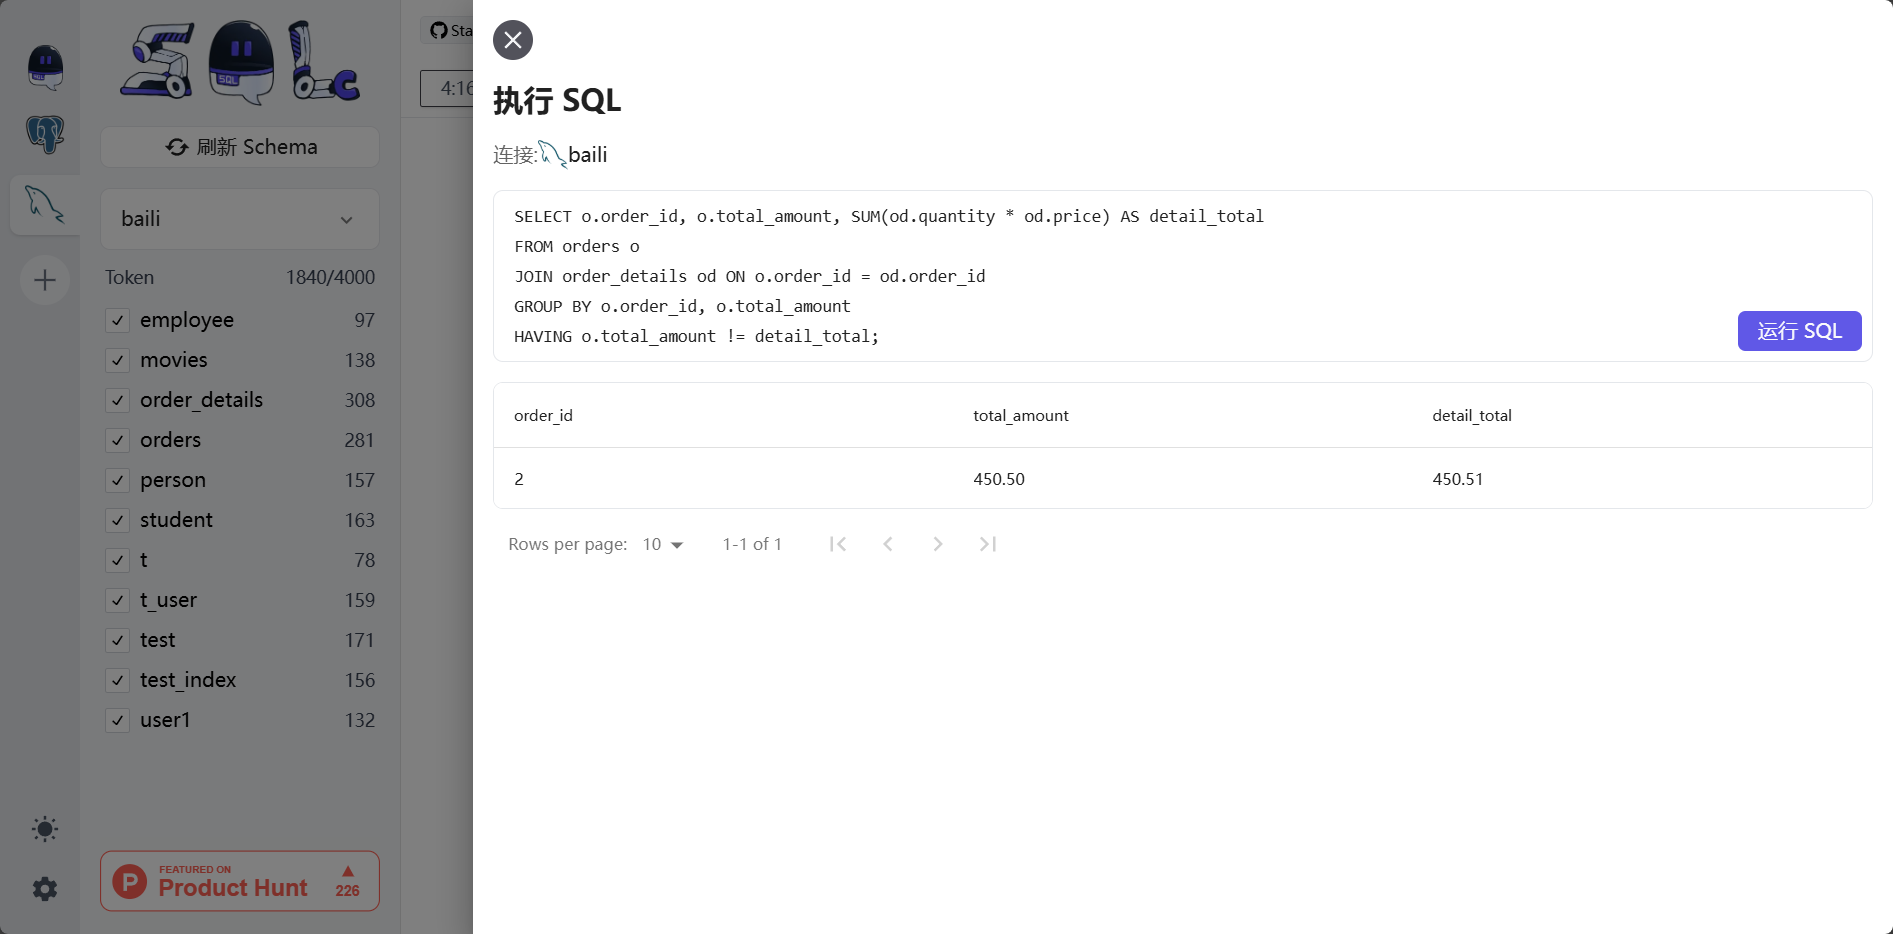 SQL
刷新 Schema
baili
Token 1840/4000
employee 97
movies 138
order_details 308
orders 281
person 157
student 163
t 78
t_user 159
test 171
test_index 156
user1 132
FEATURED ON
Product Hunt
226
P
Sta
4:16
执行 SQL
连接:baili
SELECT o.order_id, o.total_amount, SUM(od.quantity * od.price) AS detail_total
FROM orders o
JOIN order_details od ON o.order_id = od.order_id
GROUP BY o.order_id, o.total_amount
HAVING o.total_amount != detail_total;
运行 SQL
order_id total_amount detail_total
2 450.50 450.51
Rows per page: 10 1-1 of 1